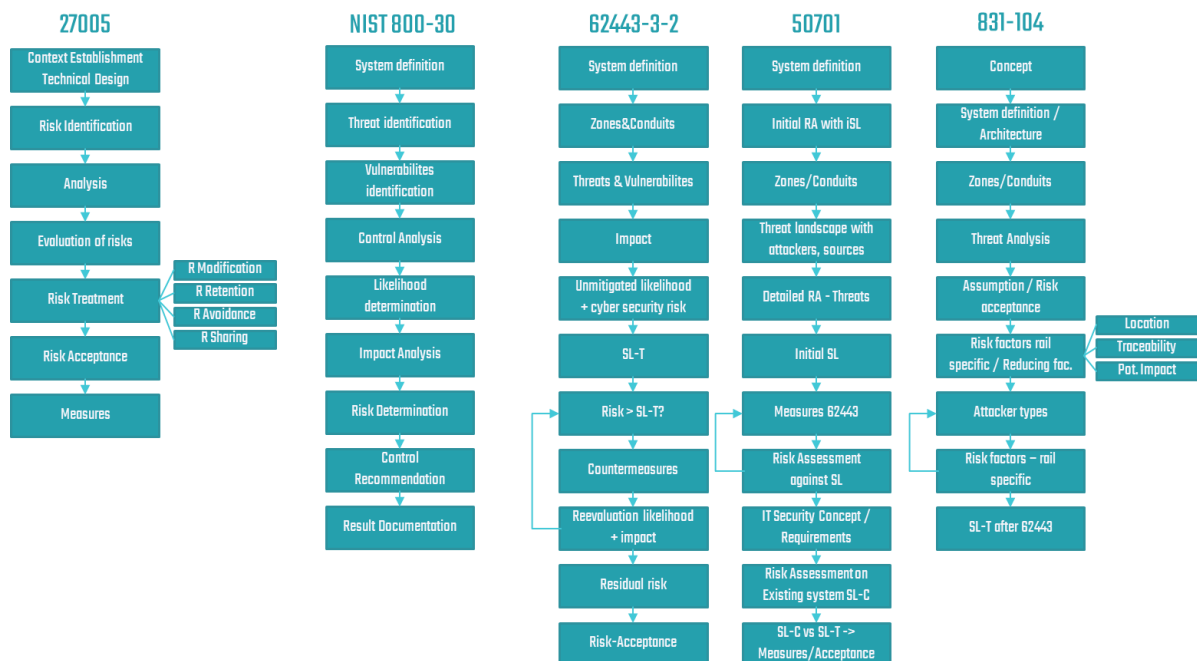 27005
Context Establishment
Technical Design
Risk Identification
Analysis
Evaluation of risks
Risk Treatment
R Modification
R Retention
R Avoidance
R Sharing
Risk Acceptance
Measures
NIST 800-30
System definition
Threat identification
Vulnerabilites
identification
Control Analysis
Likelihood
determination
Impact Analysis
Risk Determination
Control
Recommendation
Result Documentation
62443-3-2
System definition
Zones&Conduits
Threats & Vulnerabilites
Impact
Unmitigated likelihood
+ cyber security risk
SL-T
Risk > SL-T?
Countermeasures
Reevaluation likelihood
+ impact
Residual risk
Risk-Acceptance
50701
System definition
Initial RA with iSL
Zones/Conduits
Threat landscape with
attackers, sources
Detailed RA - Threats
Initial SL
Measures 62443
Risk Assessment
against SL
IT Security Concept /
Requirements
Risk Assessment on
Existing system SL-C
SL-C vs SL-T ->
Measures/Acceptance
831-104
Concept
System definition /
Architecture
Zones/Conduits
Threat Analysis
Assumption / Risk
acceptance
Risk factors rail
specific / Reducing fac.
Location
Traceability
Pot. Impact
Attacker types
Risk factors – rail
specific
SL-T after 62443